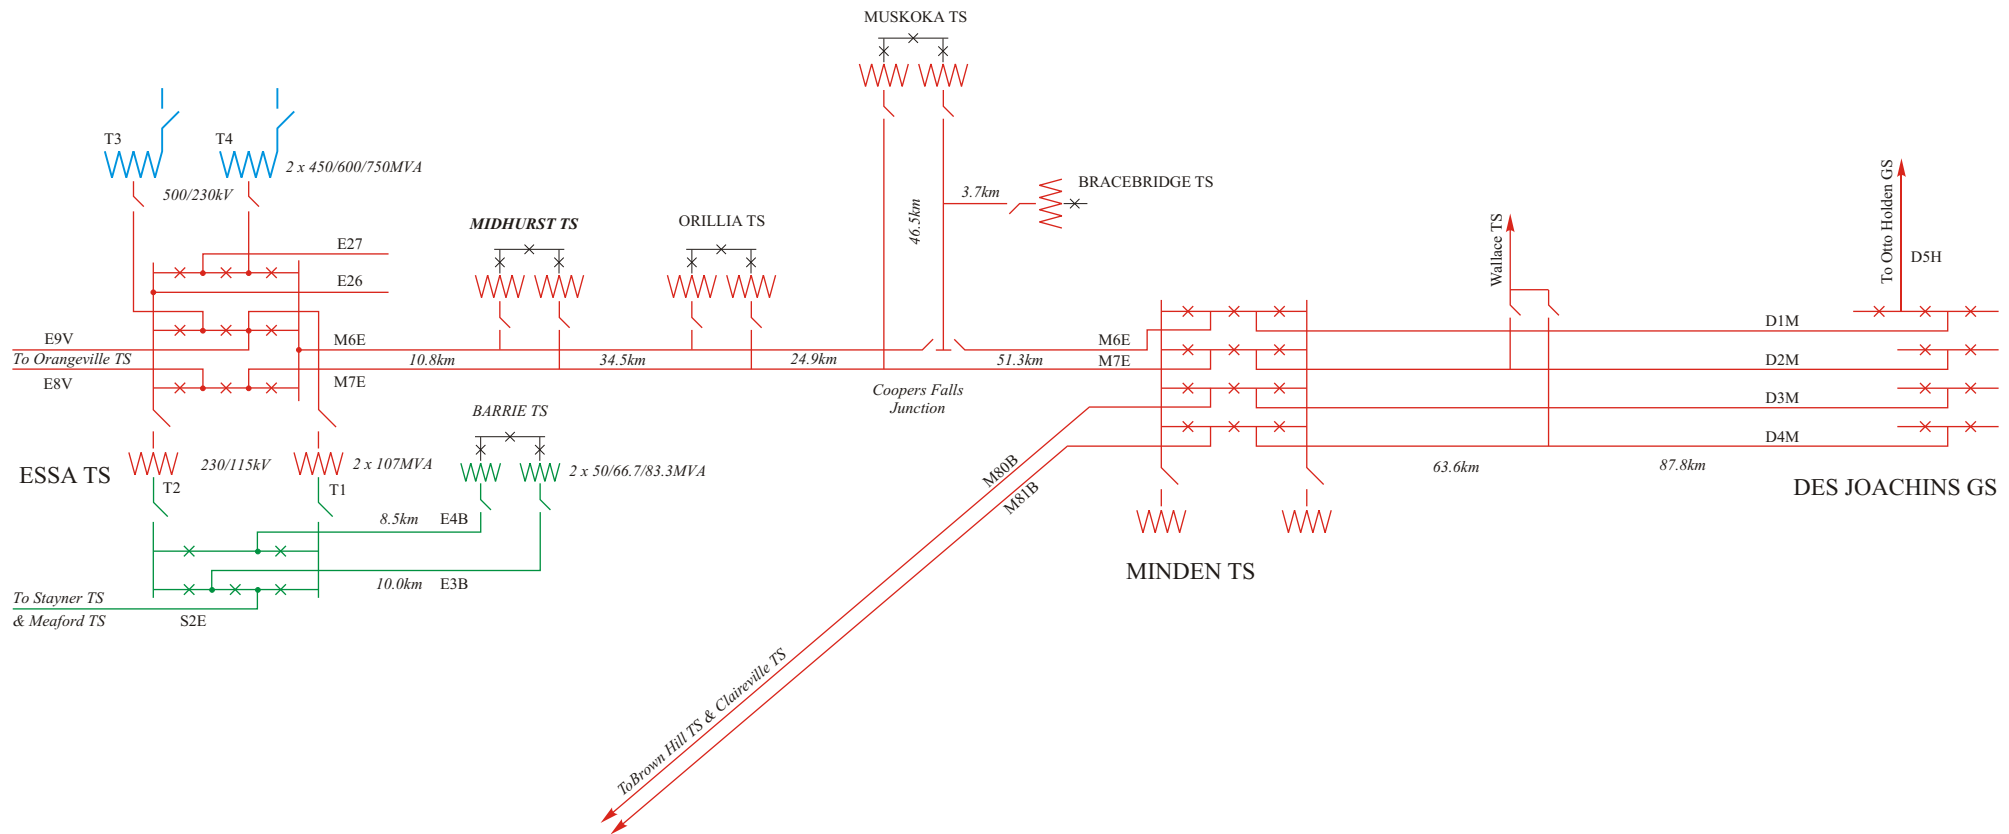 MUSKOKA TS
T3
T4
2 x 450/600/750MVA
500/230kV
3.7km
BRACEBRIDGE TS
46.5km
MIDHURST TS
ORILLIA TS
Wallace TS
To Otto Holden GS
D5H
E27
E26
E9V
To Orangeville TS
E8V
M6E
10.8km
34.5km
24.9km
M7E
M6E
51.3km
M7E
Coopers Falls
Junction
D1M
D2M
D3M
D4M
63.6km
87.8km
DES JOACHINS GS
BARRIE TS
ESSA TS
230/115kV
2 x 107MVA
T2
T1
2 x 50/66.7/83.3MVA
8.5km
E4B
10.0km
E3B
To Stayner TS
& Meaford TS
S2E
M80B
M81B
MINDEN TS
ToBrown Hill TS & Claireville TS